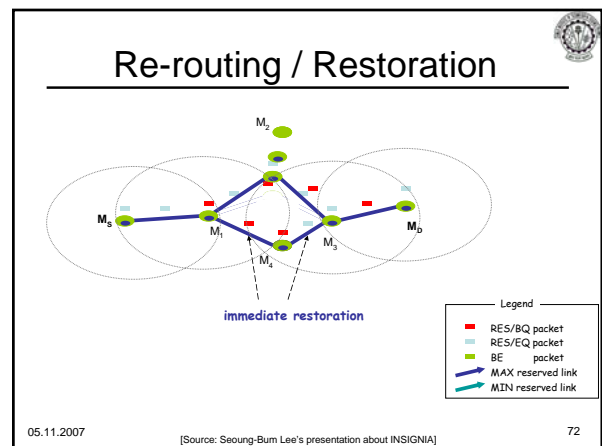 Re-routing / Restoration
M2
MS
M1
M3
MD
M4
immediate restoration
Legend
RES/BQ packet
RES/EQ packet
BE packet
MAX reserved link
MIN reserved link
05.11.2007
[Source: Seoung-Bum Lee's presentation about INSIGNIA]
72